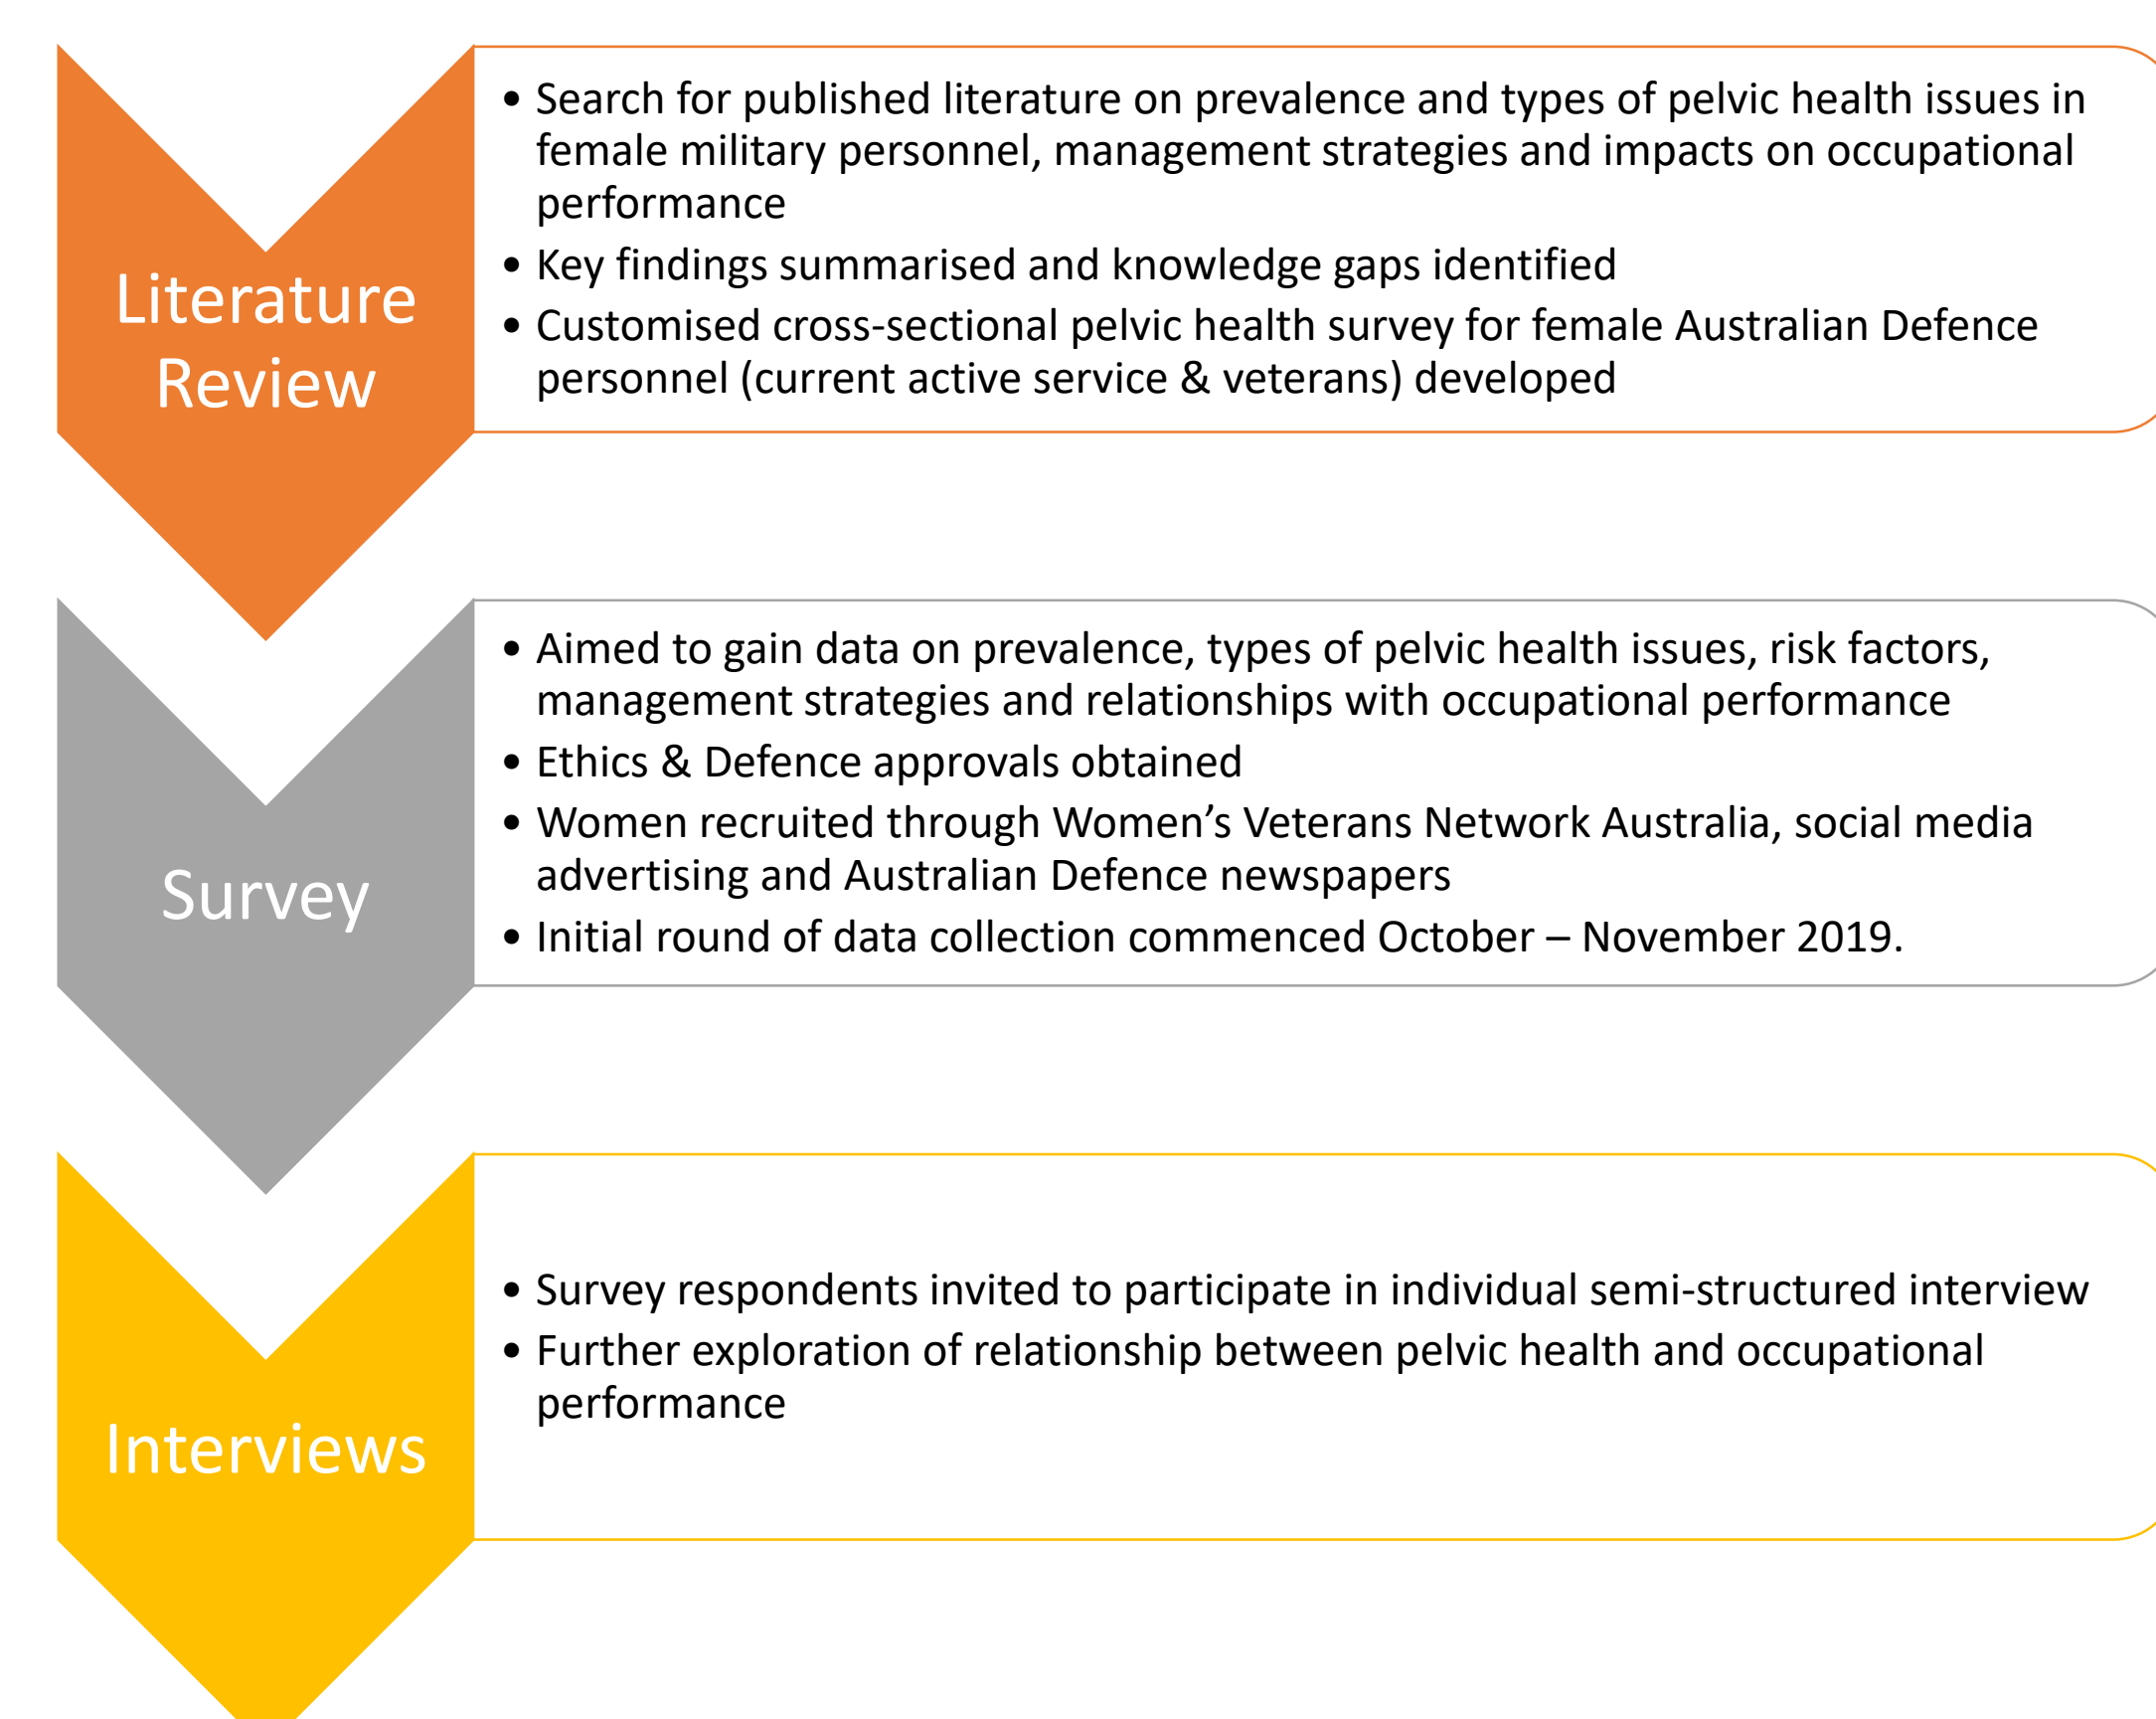 Literature
Review
• Search for published literature on prevalence and types of pelvic health issues in
female military personnel, management strategies and impacts on occupational
performance
• Key findings summarised and knowledge gaps identified
• Customised cross-sectional pelvic health survey for female Australian Defence
personnel (current active service & veterans) developed
Survey
• Aimed to gain data on prevalence, types of pelvic health issues, risk factors,
management strategies and relationships with occupational performance
• Ethics & Defence approvals obtained
• Women recruited through Women’s Veterans Network Australia, social media
advertising and Australian Defence newspapers
• Initial round of data collection commenced October – November 2019.
Interviews
• Survey respondents invited to participate in individual semi-structured interview
• Further exploration of relationship between pelvic health and occupational
performance